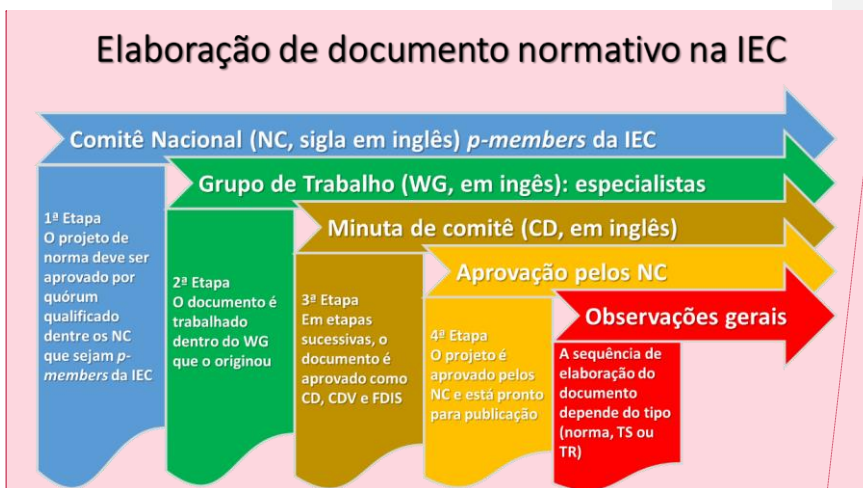 Elaboração de documento normativo na IEC
Comitê Nacional (NC, sigla em inglês) p-members da IEC
1ª Etapa
O projeto de
norma deve ser
aprovado por
quórum
qualificado
dentre os NC
que sejam p-
members da IEC
Grupo de Trabalho (WG, em ingês): especialistas
2ª Etapa
O documento é
trabalhado
dentro do WG
que o originou
Minuta de comitê (CD, em inglês)
3ª Etapa
Em etapas
sucessivas, o
documento é
aprovado como
CD, CDV e FDIS
Aprovação pelos NC
4ª Etapa
O projeto é
aprovado pelos
NC e está pronto
para publicação
Observações gerais
A sequência de
elaboração do
documento
depende do tipo
(norma, TS ou
TR)